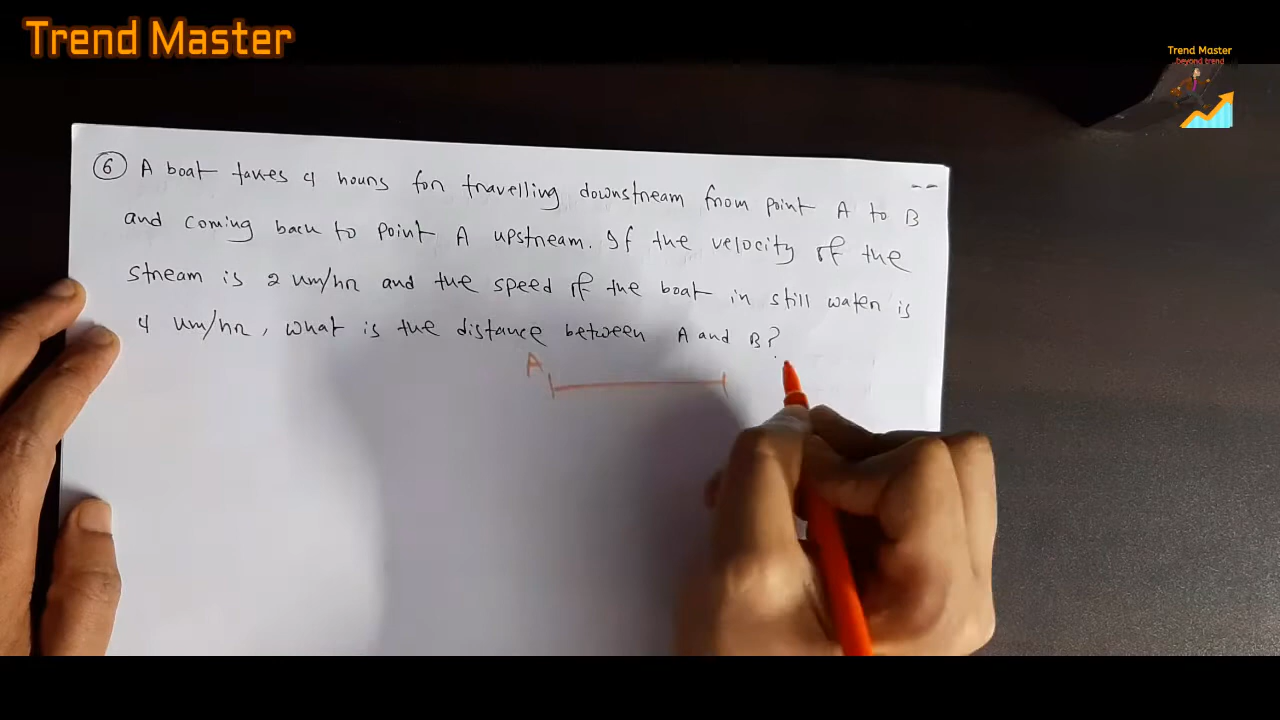 Trend Master
Trend Master
beyond trend
6 A boat takes 4 hours for travelling downstream from point A to B
and coming back to point A upstream. If the velocity of the
stream is 2 km/hr and the speed of the boat in still water is
4 km/hr, what is the distance between A and B?
A